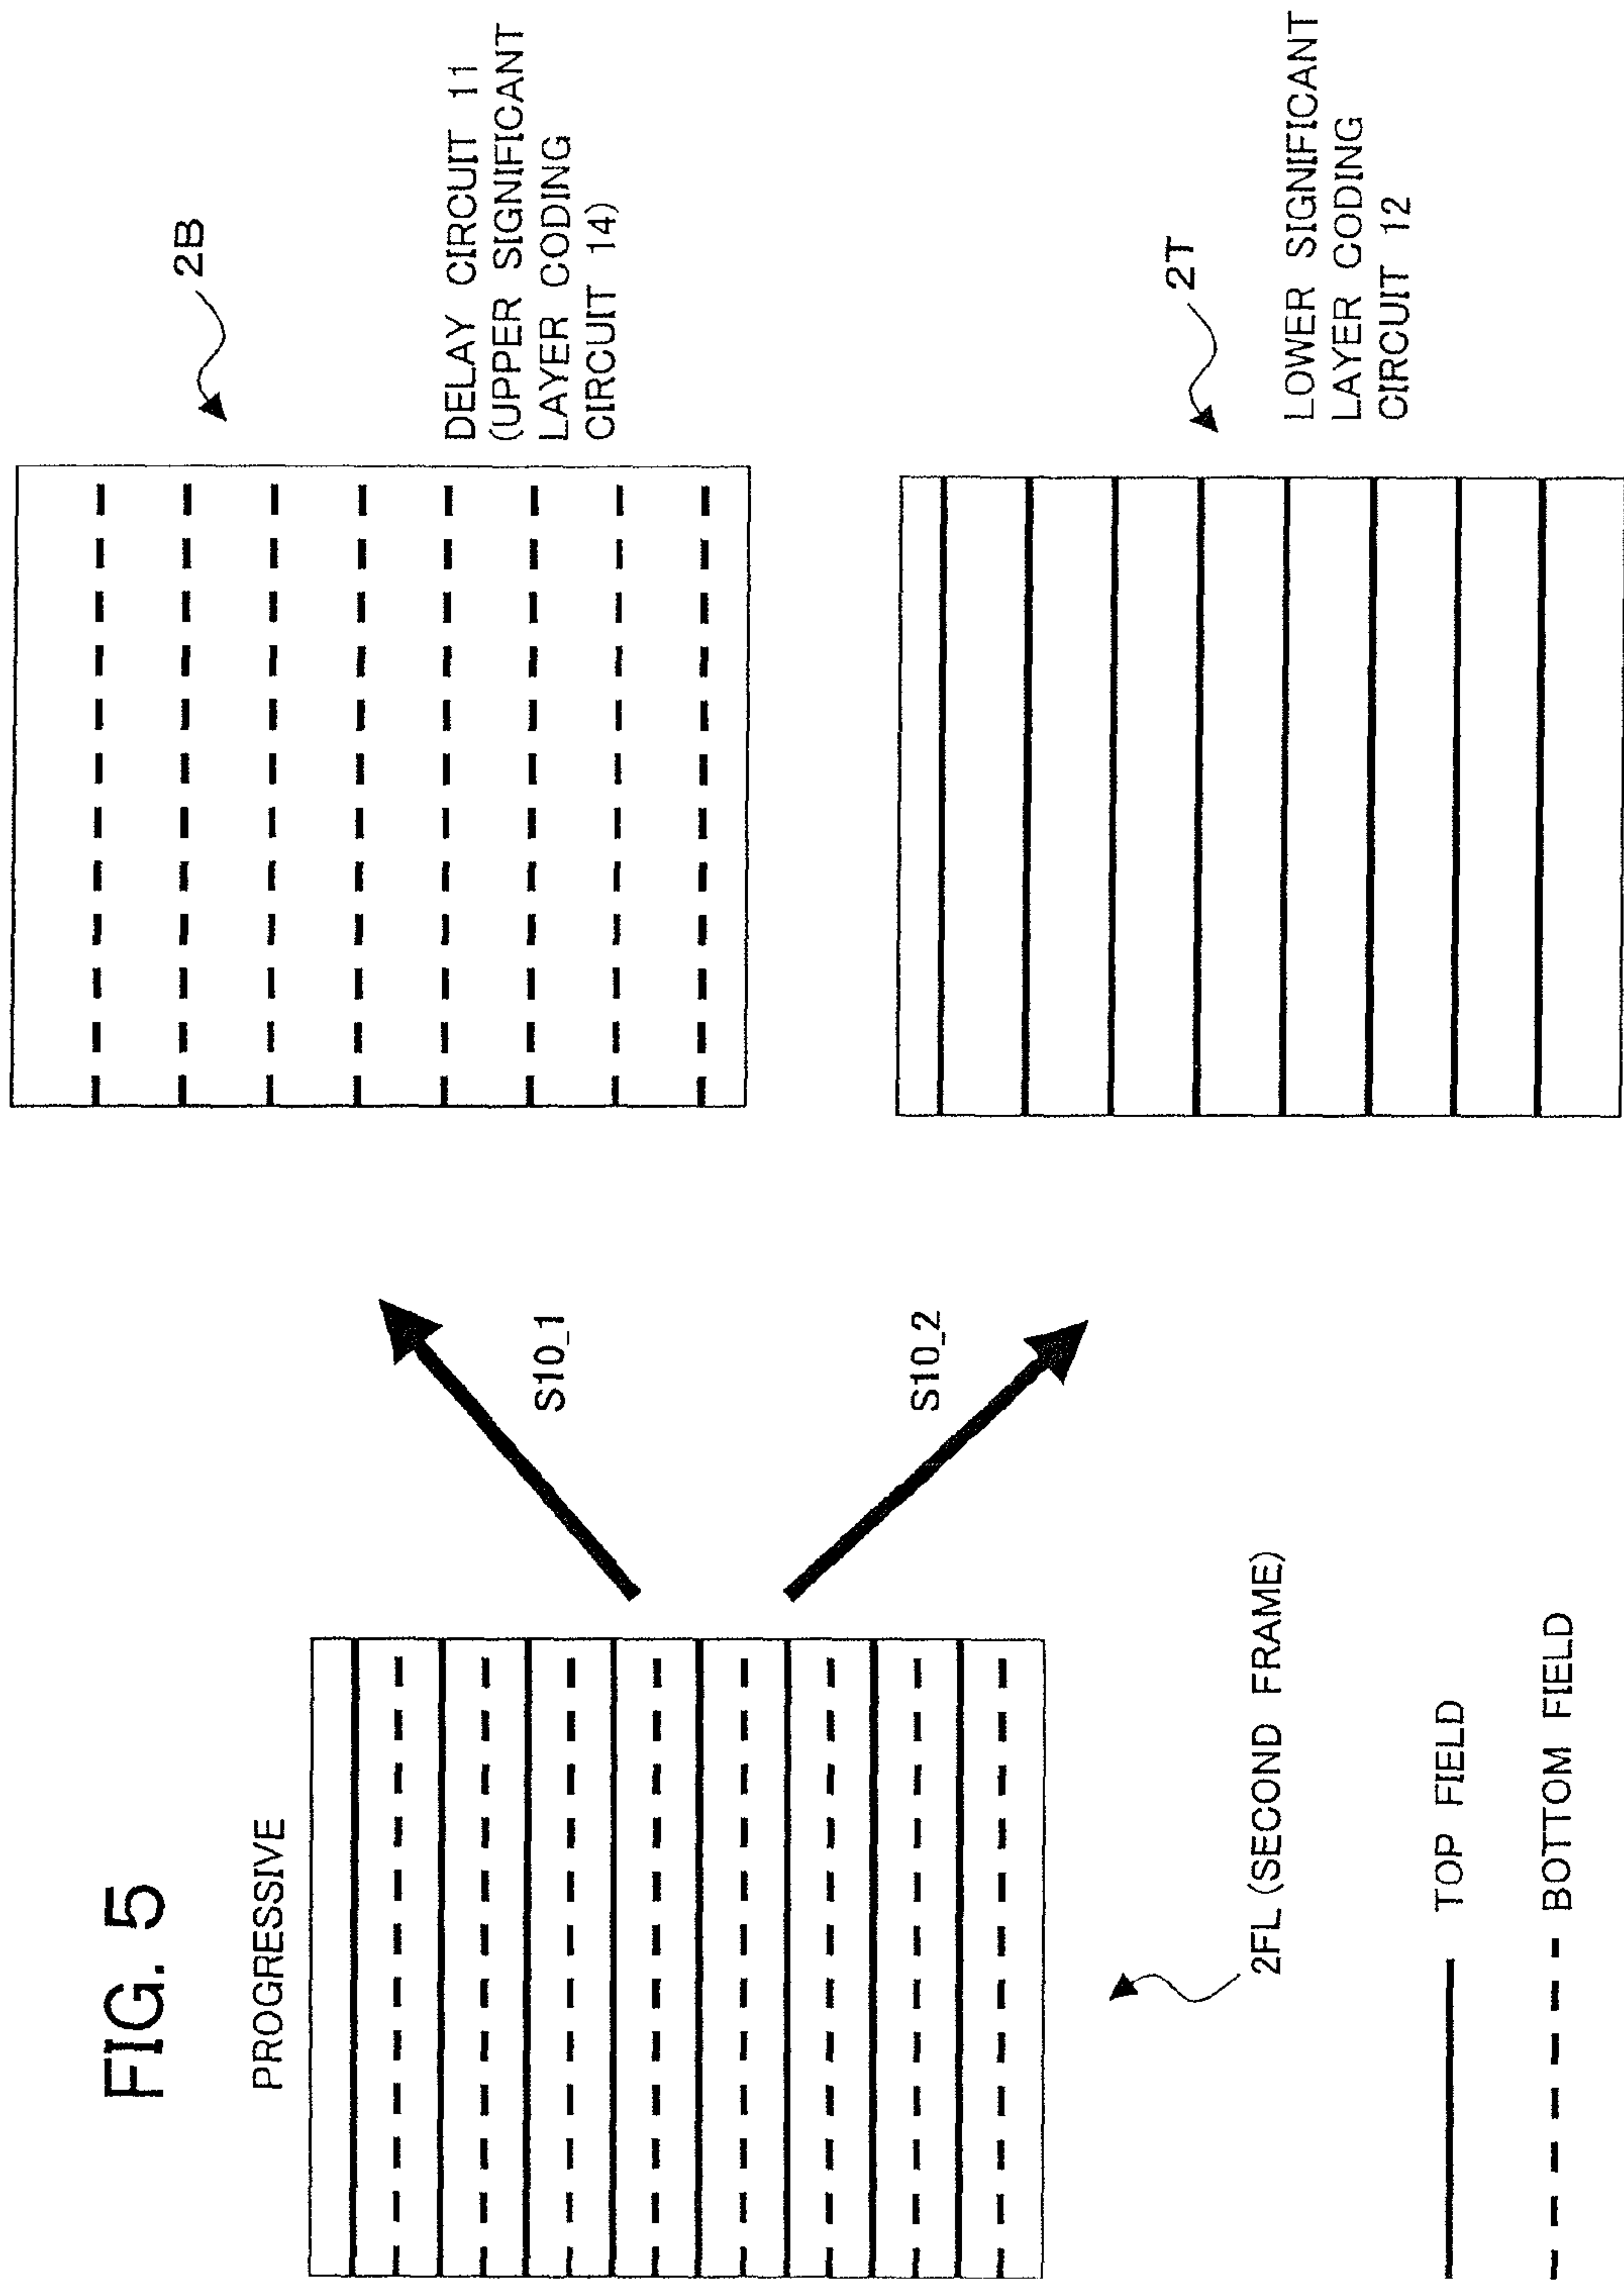 FIG. 5
PROGRESSIVE
2FL (SECOND FRAME)
S10_1
S10_2
2B
DELAY CIRCUIT 11
(UPPER SIGNIFICANT
LAYER CODING
CIRCUIT 14)
2T
LOWER SIGNIFICANT
LAYER CODING
CIRCUIT 12
TOP FIELD
BOTTOM FIELD